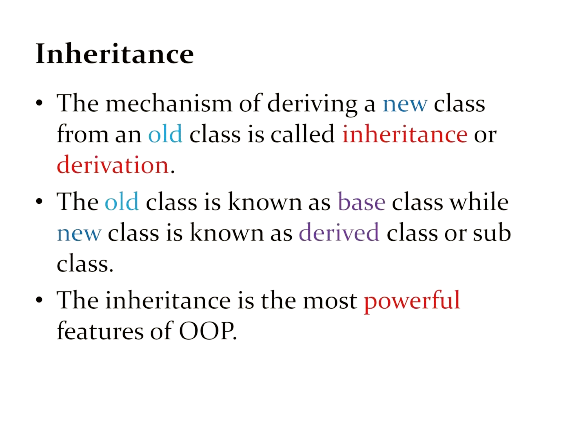 Inheritance
• The mechanism of deriving a new class
from an old class is called inheritance or
derivation.
• The old class is known as base class while
new class is known as derived class or sub
class.
• The inheritance is the most powerful
features of OOP.